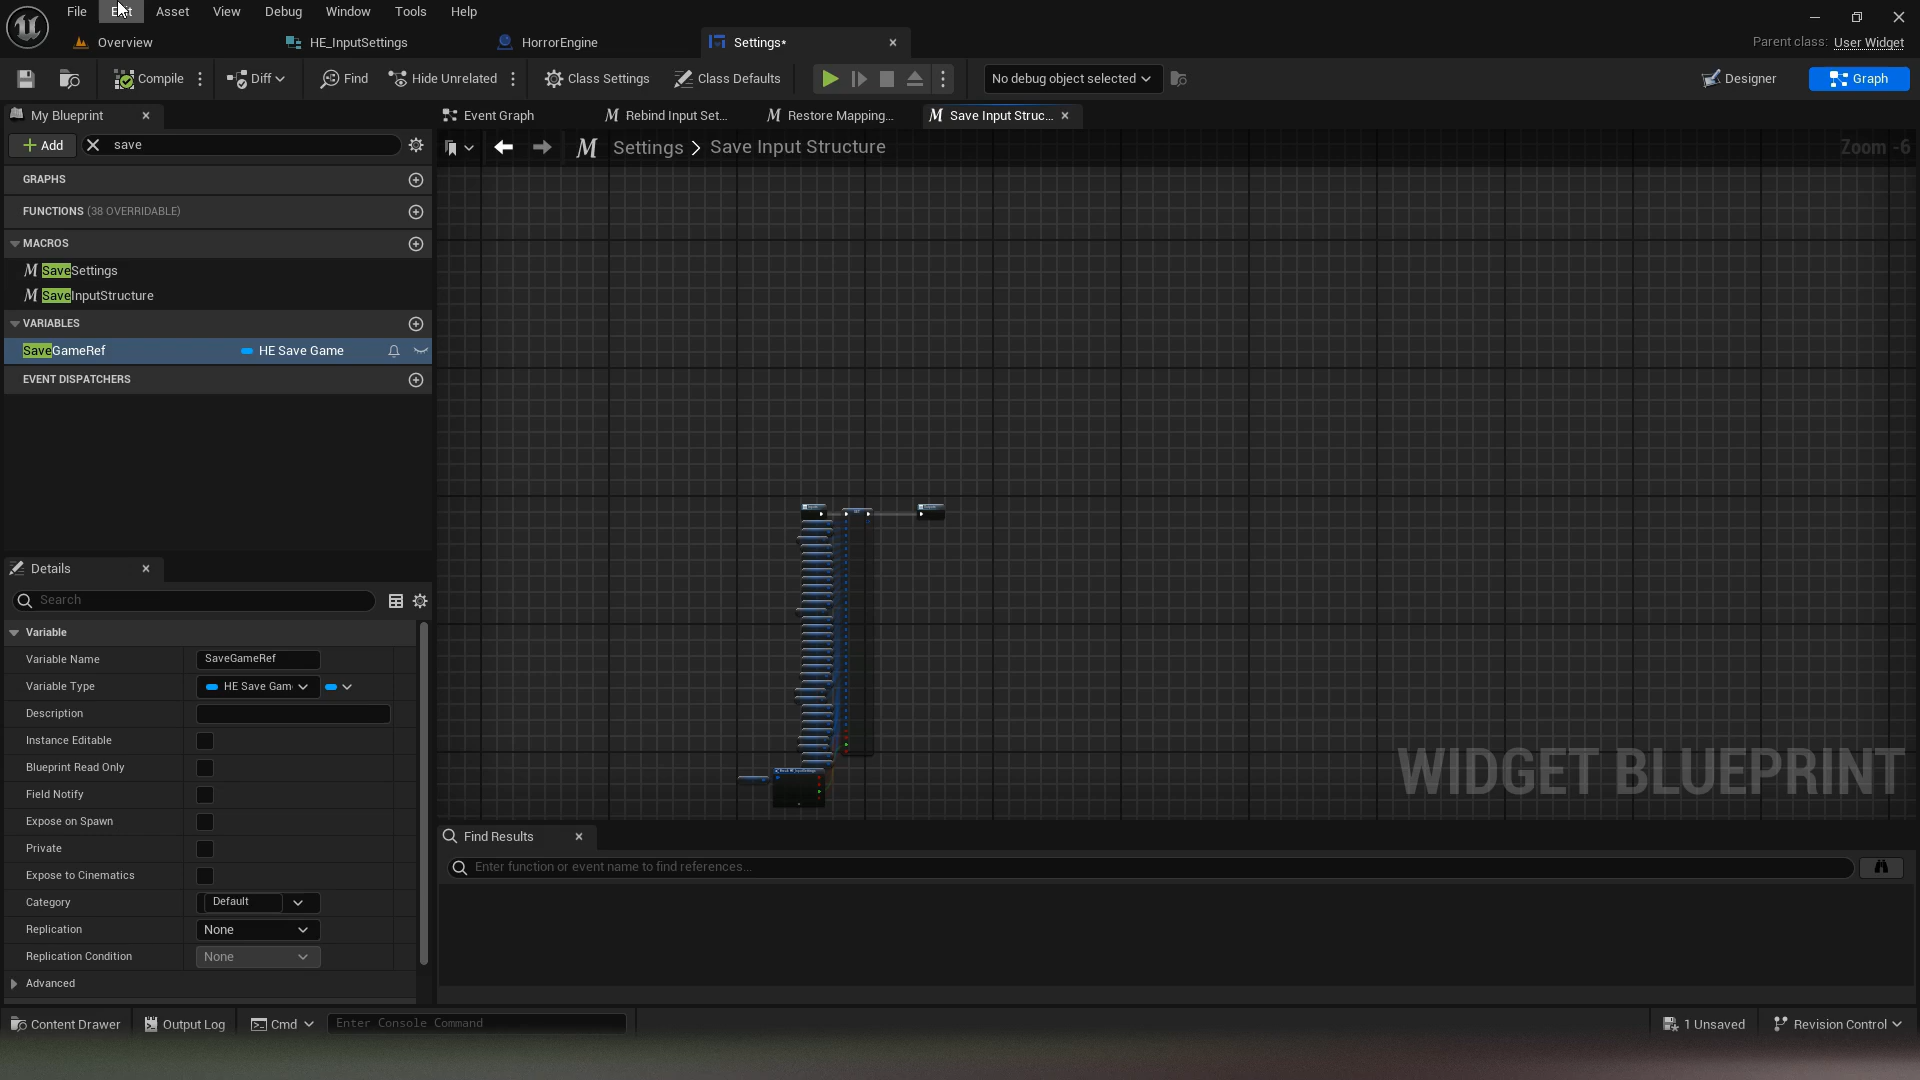 File Edit Asset View Debug Window Tools Help
Overview HE_InputSettings HorrorEngine Settings* Parent class: User Widget
Compile Diff Find Hide Unrelated Class Settings Class Defaults No debug object selected Designer Graph
My Blueprint Event Graph Rebind Input Set... Restore Mapping... Save Input Struc...
Add save Settings > Save Input Structure Zoom -6
GRAPHS
FUNCTIONS (38 OVERRIDABLE)
MACROS
SaveSettings
SaveInputStructure
VARIABLES
SaveGameRef HE Save Game
EVENT DISPATCHERS
Details
Search
Variable
Variable Name SaveGameRef
Variable Type HE Save Gam
Description
Instance Editable
Blueprint Read Only
Field Notify
Expose on Spawn
Private
Expose to Cinematics
Category Default
Replication None
Replication Condition None
Advanced
WIDGET BLUEPRINT
Find Results
Enter function or event name to find references...
Content Drawer Output Log Cmd Enter Console Command 1 Unsaved Revision Control